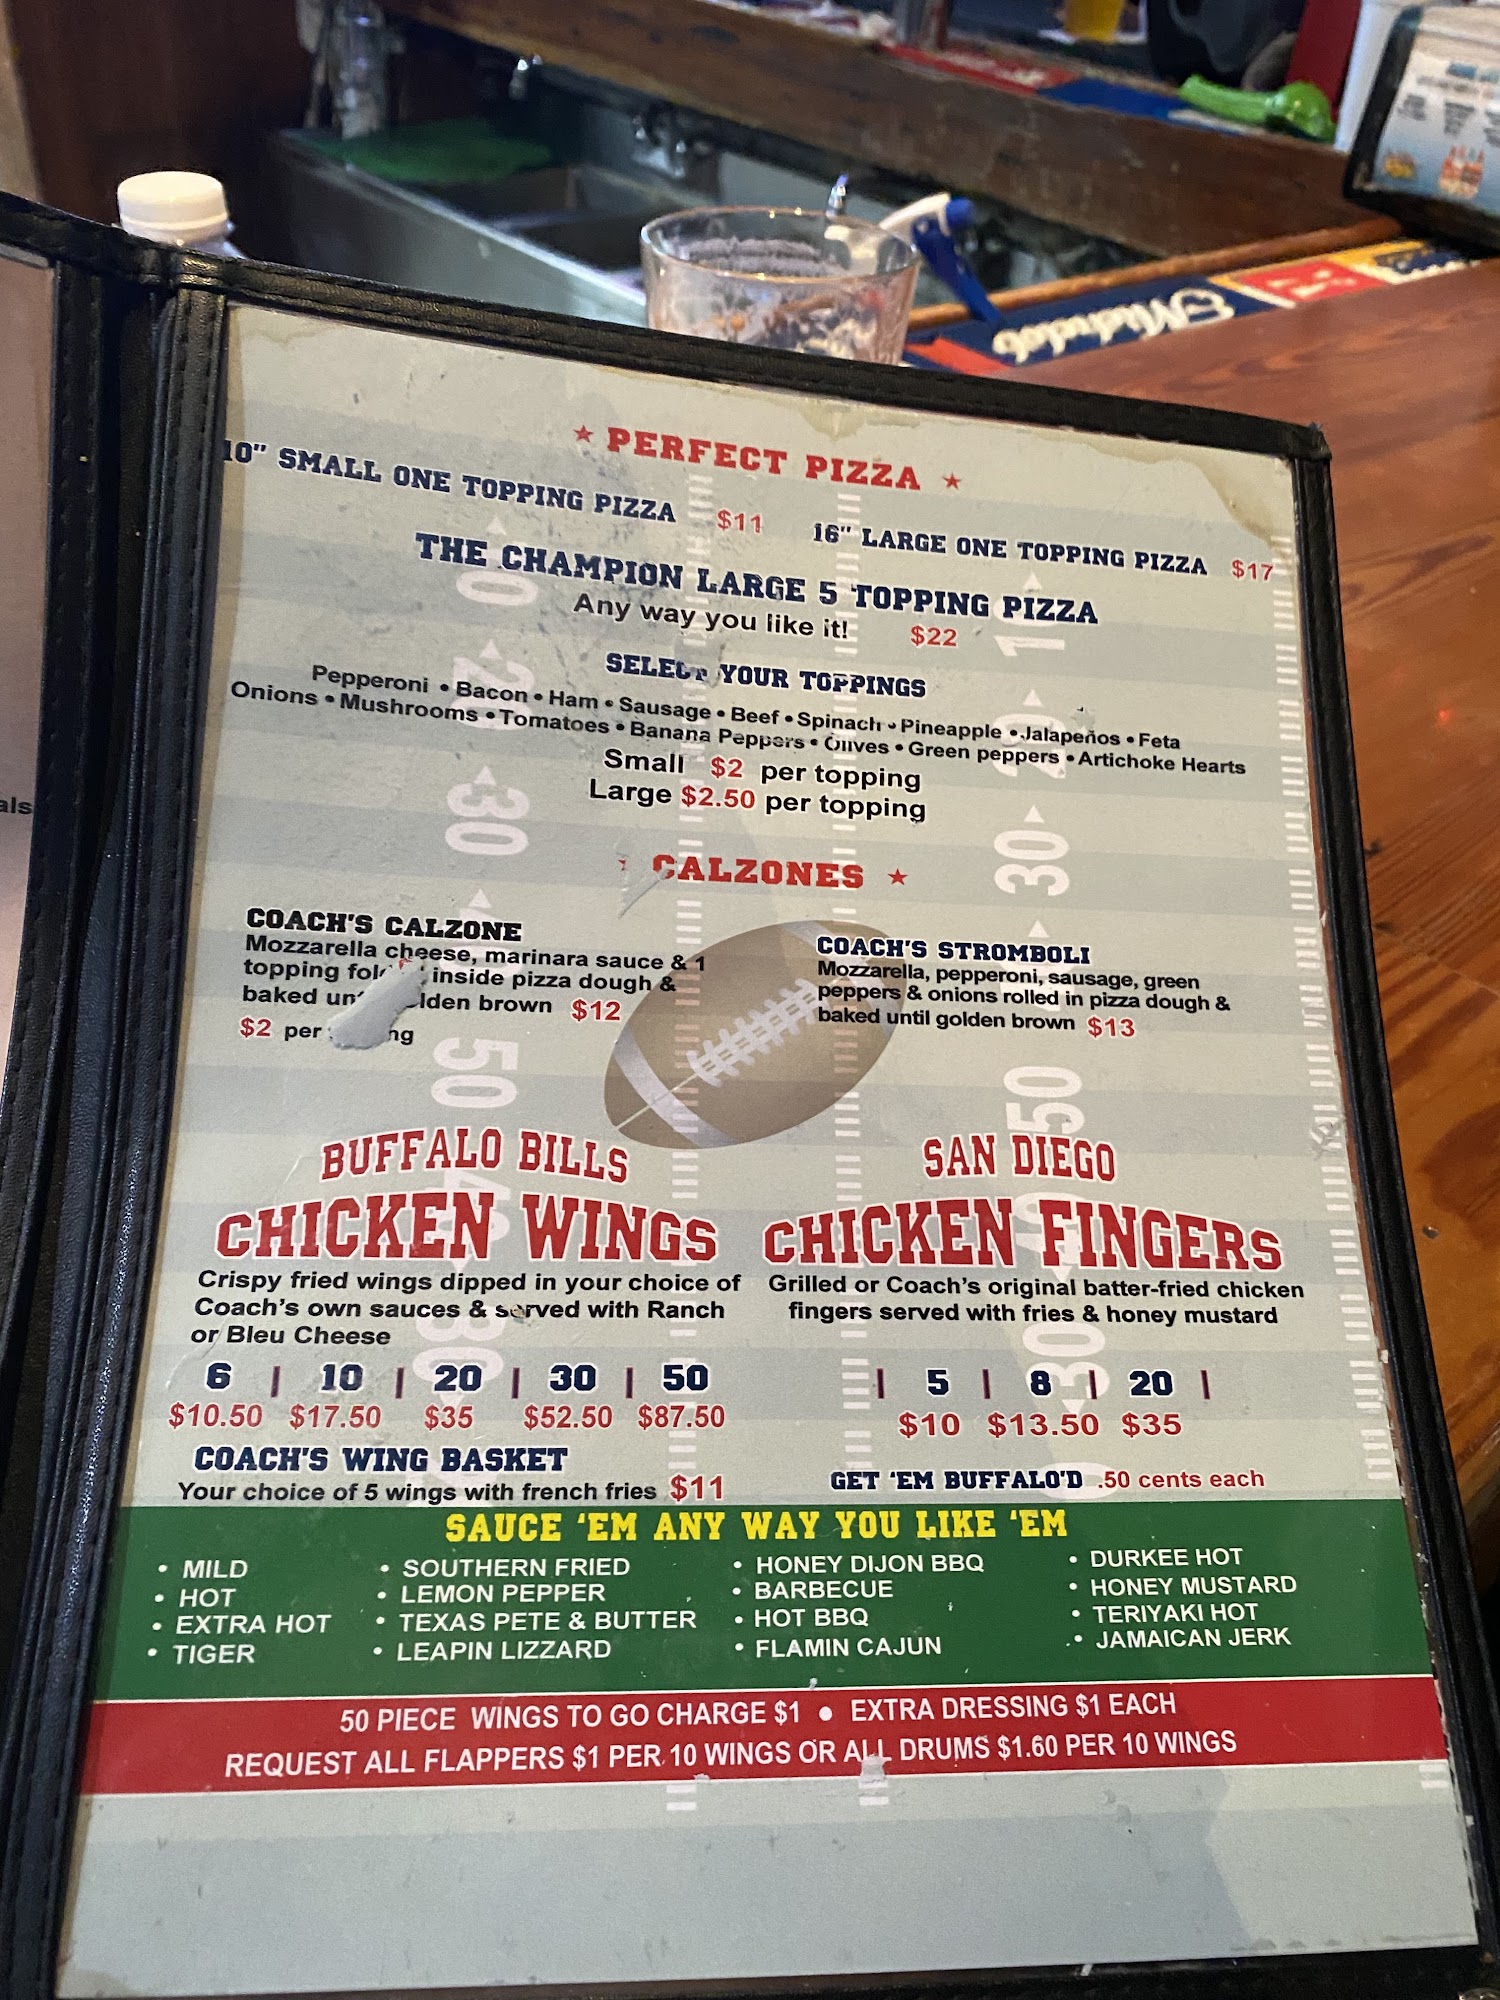 Michelob
als
★ PERFECT PIZZA ★
10" SMALL ONE TOPPING PIZZA $11
16" LARGE ONE TOPPING PIZZA $17
THE CHAMPION LARGE 5 TOPPING PIZZA
Any way you like it! $22
SELECT YOUR TOPPINGS
Pepperoni • Bacon • Ham • Sausage • Beef • Spinach • Pineapple • Jalapeños • Feta
Onions • Mushrooms • Tomatoes • Banana Peppers • Olives • Green peppers • Artichoke Hearts
Small $2 per topping
Large $2.50 per topping
CALZONES ★
COACH'S CALZONE
Mozzarella cheese, marinara sauce & 1
topping inside pizza dough &
baked brown $12
$2 per
COACH'S STROMBOLI
Mozzarella, pepperoni, sausage, green
peppers & onions rolled in pizza dough &
baked until golden brown $13
BUFFALO BILLS
CHICKEN WINGS
Crispy fried wings dipped in your choice of
Coach's own sauces & served with Ranch
or Bleu Cheese
6 | 10 | 20 | 30 | 50
$10.50 $17.50 $35 $52.50 $87.50
COACH'S WING BASKET
Your choice of 5 wings with french fries $11
SAN DIEGO
CHICKEN FINGERS
Grilled or Coach's original batter-fried chicken
fingers served with fries & honey mustard
| 5 | 8 | 20 |
$10 $13.50 $35
GET 'EM BUFFALO'D .50 cents each
SAUCE 'EM ANY WAY YOU LIKE 'EM
• MILD
• HOT
• EXTRA HOT
• TIGER
• SOUTHERN FRIED
• LEMON PEPPER
• TEXAS PETE & BUTTER
• LEAPIN LIZZARD
• HONEY DIJON BBQ
• BARBECUE
• HOT BBQ
• FLAMIN CAJUN
• DURKEE HOT
• HONEY MUSTARD
• TERIYAKI HOT
• JAMAICAN JERK
50 PIECE WINGS TO GO CHARGE $1 • EXTRA DRESSING $1 EACH
REQUEST ALL FLAPPERS $1 PER 10 WINGS OR ALL DRUMS $1.60 PER 10 WINGS